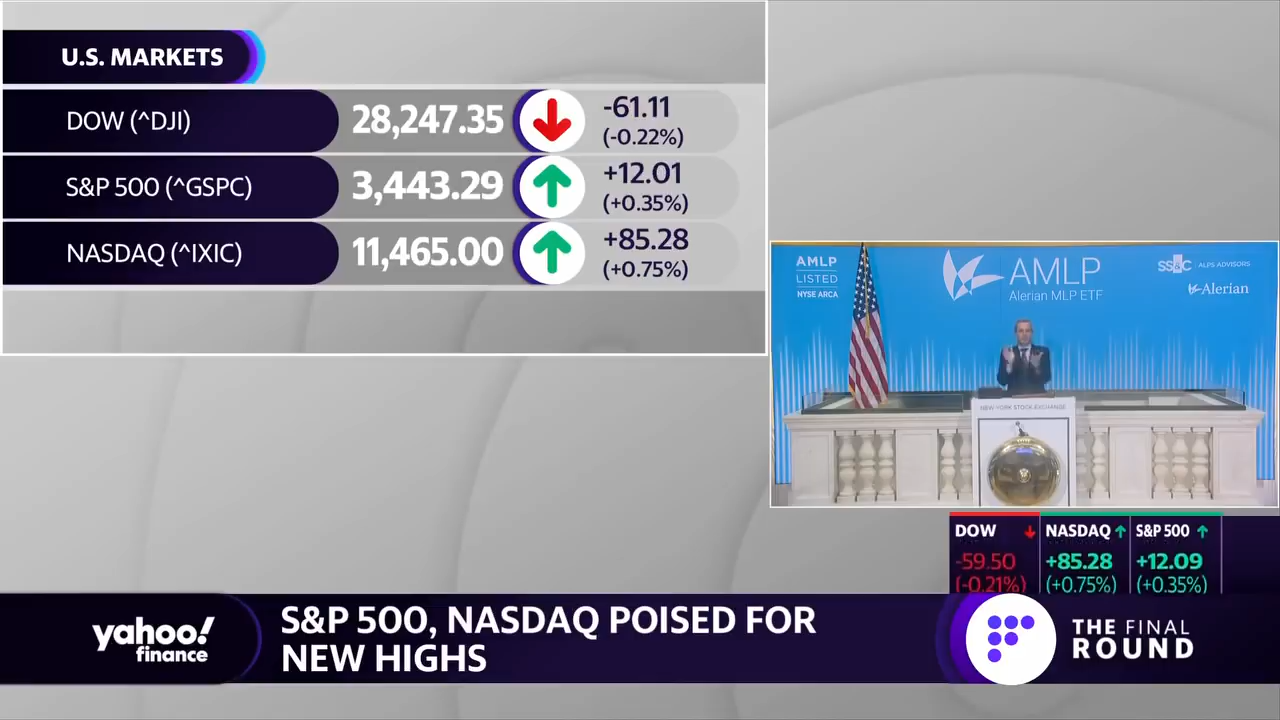 U.S. MARKETS
DOW (^DJI) 28,247.35 -61.11
(-0.22%)
S&P 500 (^GSPC) 3,443.29 +12.01
(+0.35%)
NASDAQ (^IXIC) 11,465.00 +85.28
(+0.75%)
AMLP
LISTED
NYSE ARCA
AMLP
Alerian MLP ETF
SS&C ALPS ADVISORS
Alerian
NEW YORK STOCK EXCHANGE
DOW NASDAQ S&P 500
-59.50 +85.28 +12.09
(-0.21%) (+0.75%) (+0.35%)
yahoo!
finance
S&P 500, NASDAQ POISED FOR
NEW HIGHS
THE FINAL
ROUND